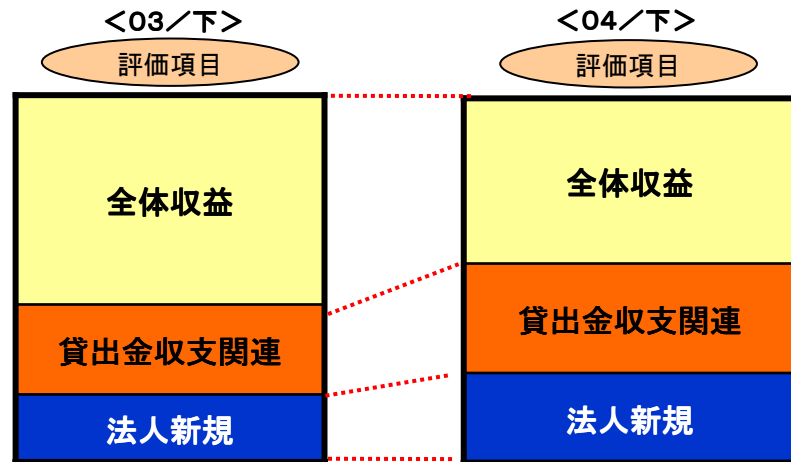 ＜03／下＞
評価項目
全体収益
貸出金収支関連
法人新規
＜04／下＞
評価項目
全体収益
貸出金収支関連
法人新規